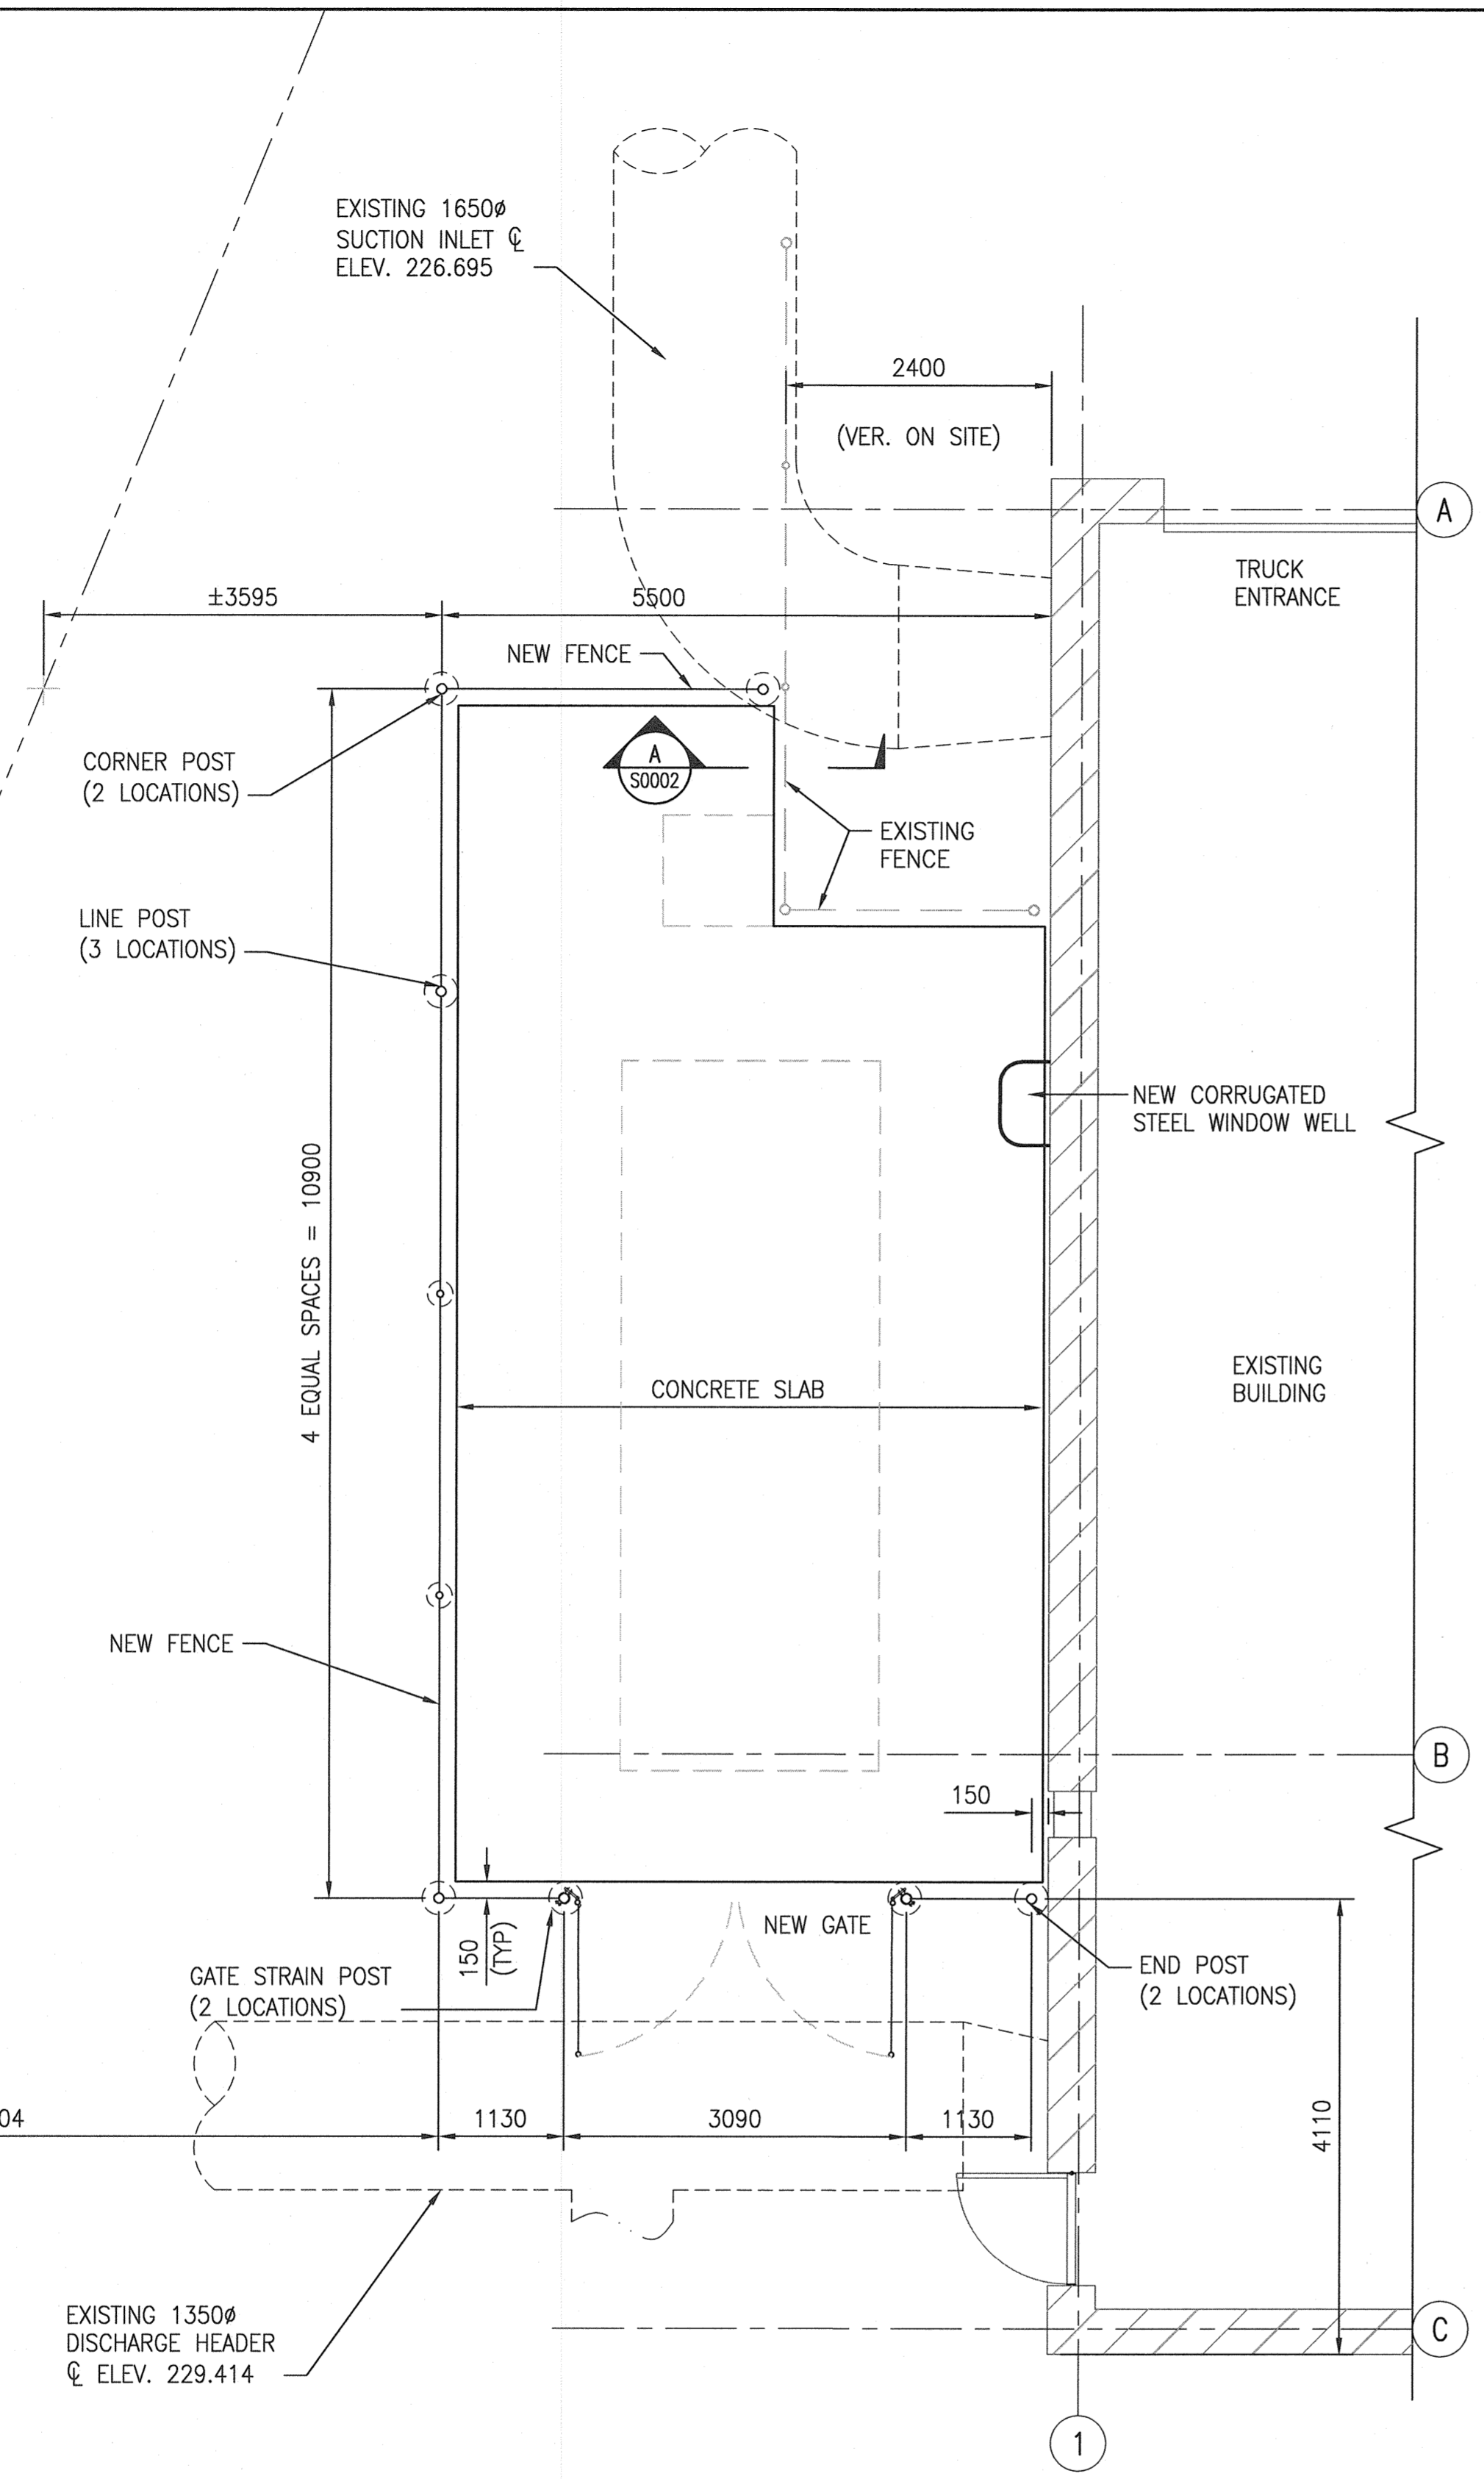 EXISTING 1650ø
SUCTION INLET ℄
ELEV. 226.695
2400
(VER. ON SITE)
A
TRUCK
ENTRANCE
±3595
5500
NEW FENCE
CORNER POST
(2 LOCATIONS)
A
S0002
EXISTING
FENCE
LINE POST
(3 LOCATIONS)
NEW CORRUGATED
STEEL WINDOW WELL
4 EQUAL SPACES = 10900
EXISTING
BUILDING
CONCRETE SLAB
NEW FENCE
B
150
150
(TYP)
NEW GATE
GATE STRAIN POST
(2 LOCATIONS)
END POST
(2 LOCATIONS)
04
1130
3090
1130
4110
EXISTING 1350ø
DISCHARGE HEADER
℄ ELEV. 229.414
C
1